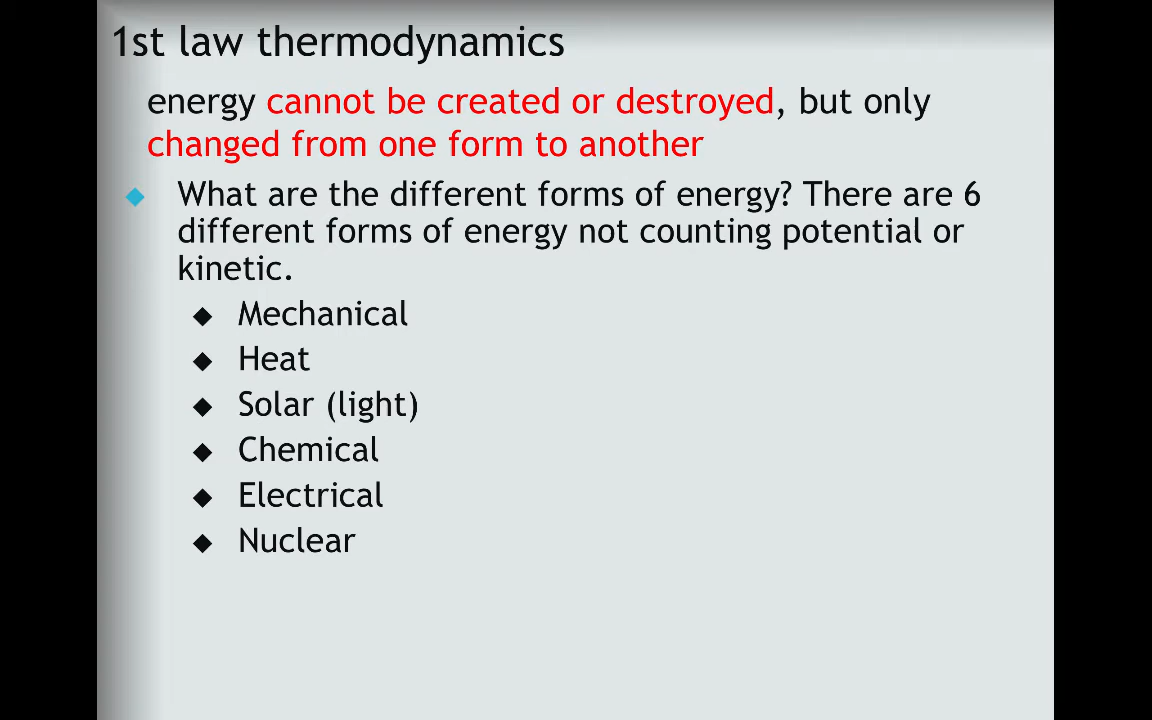 1st law thermodynamics
energy cannot be created or destroyed, but only
changed from one form to another
What are the different forms of energy? There are 6
different forms of energy not counting potential or
kinetic.
Mechanical
Heat
Solar (light)
Chemical
Electrical
Nuclear